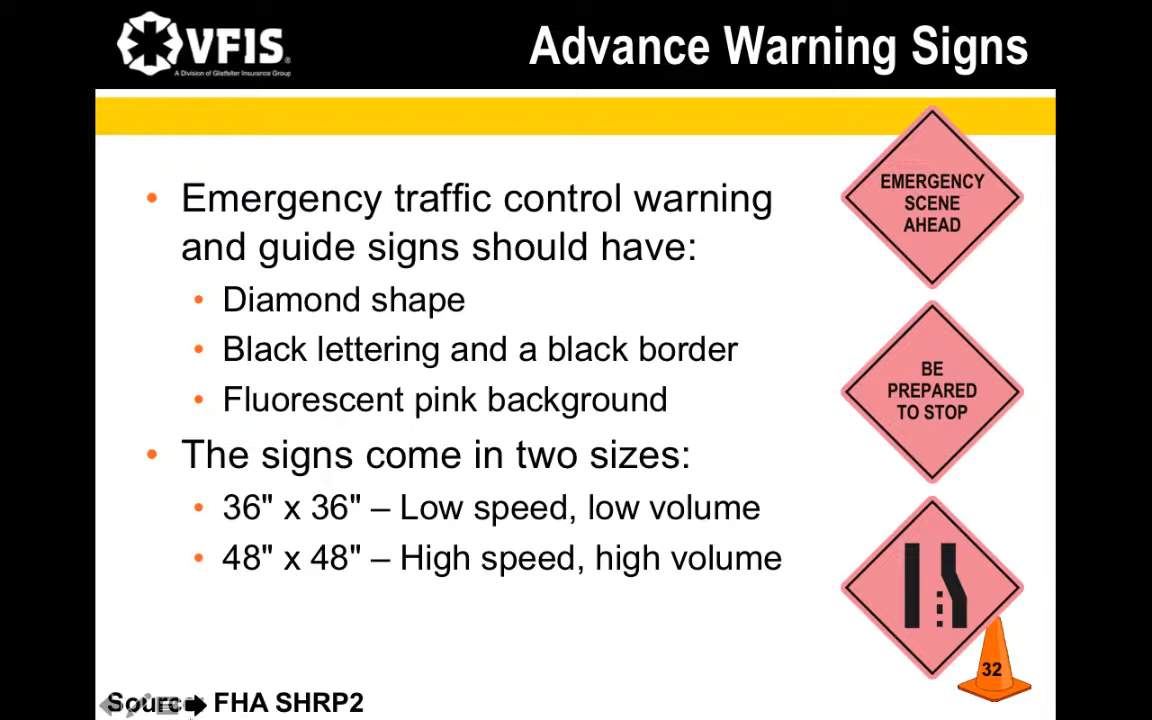 VFIS®
A Division of Glatfelter Insurance Group
Advance Warning Signs
• Emergency traffic control warning
and guide signs should have:
• Diamond shape
• Black lettering and a black border
• Fluorescent pink background
• The signs come in two sizes:
• 36" x 36" – Low speed, low volume
• 48" x 48" – High speed, high volume
EMERGENCY
SCENE
AHEAD
BE
PREPARED
TO STOP
32
Sourc FHA SHRP2